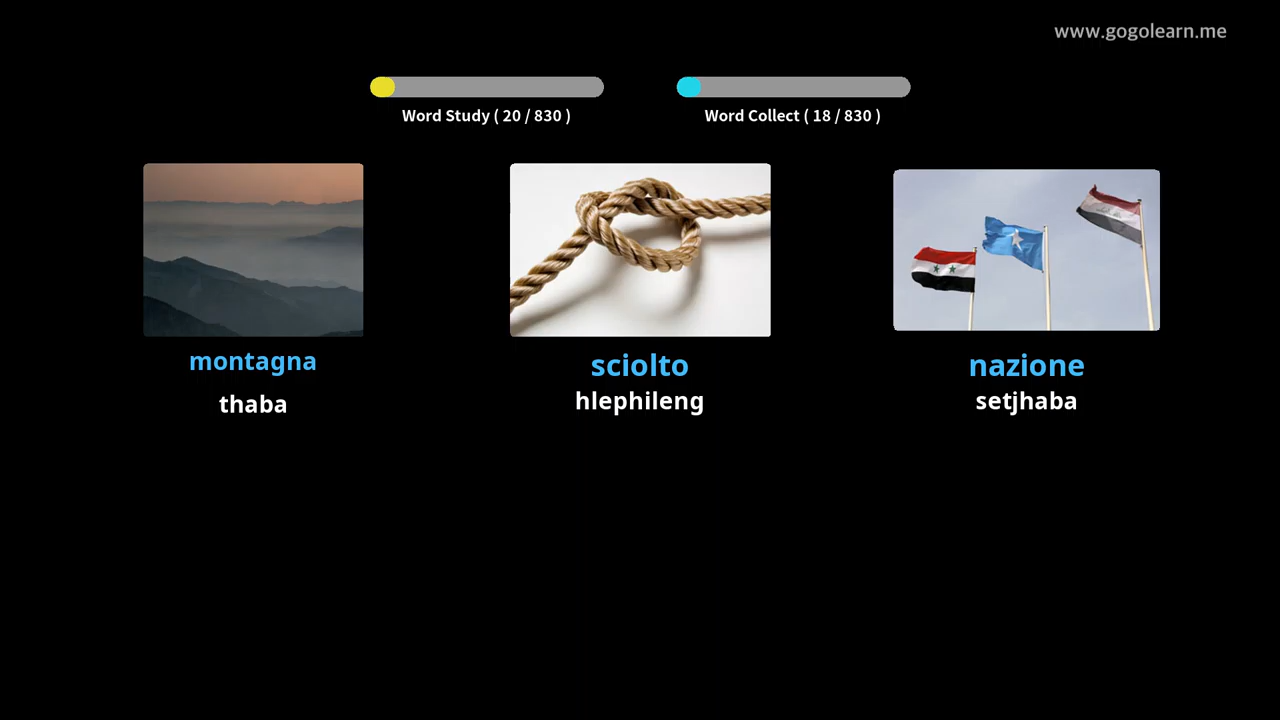 www.gogolearn.me
Word Study ( 20 / 830 )
Word Collect ( 18 / 830 )
montagna
thaba
sciolto
hlephileng
nazione
setjhaba